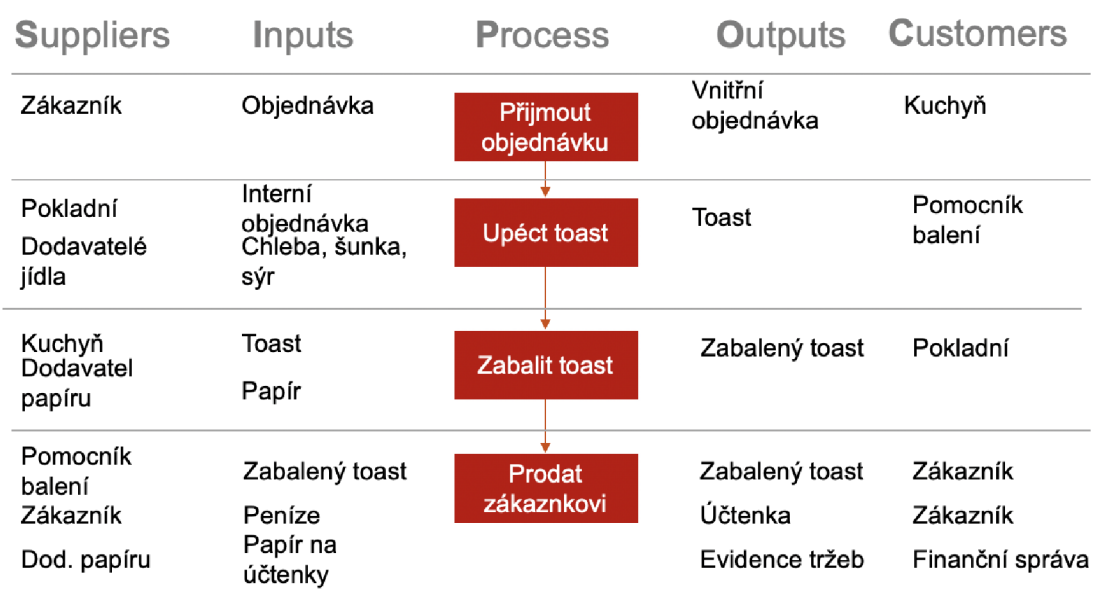 Suppliers Inputs Process Outputs Customers
Zákazník
Objednávka
Přijmout
objednávku
Vnitřní
objednávka
Kuchyň
Pokladní
Dodavatelé
jídla
Interní
objednávka
Chleba, šunka,
sýr
Upéct toast
Toast
Pomocník
balení
Kuchyň
Dodavatel
papíru
Toast
Papír
Zabalit toast
Zabalený toast
Pokladní
Pomocník
balení
Zabalený toast
Prodat
zákaznkovi
Zabalený toast
Zákazník
Zákazník
Peníze
Účtenka
Zákazník
Dod. papíru
Papír na
účtenky
Evidence tržeb
Finanční správa